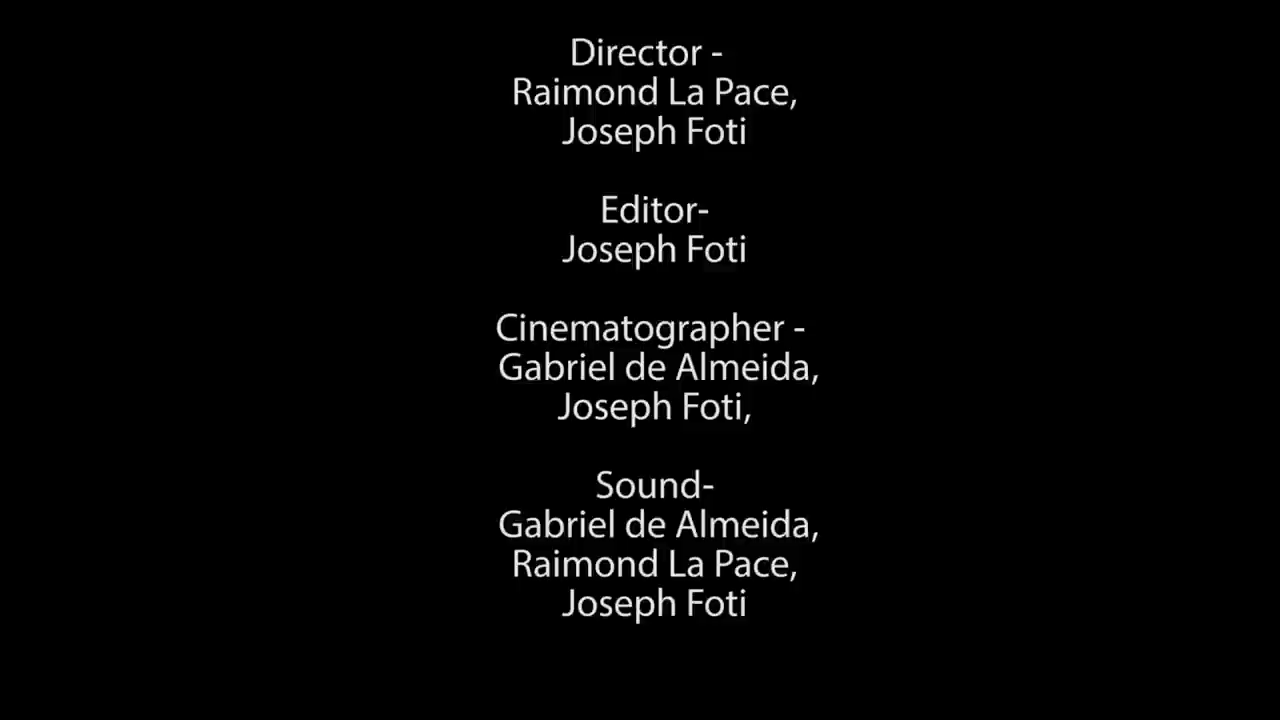 Director -
Raimond La Pace,
Joseph Foti
Editor-
Joseph Foti
Cinematographer -
Gabriel de Almeida,
Joseph Foti,
Sound-
Gabriel de Almeida,
Raimond La Pace,
Joseph Foti